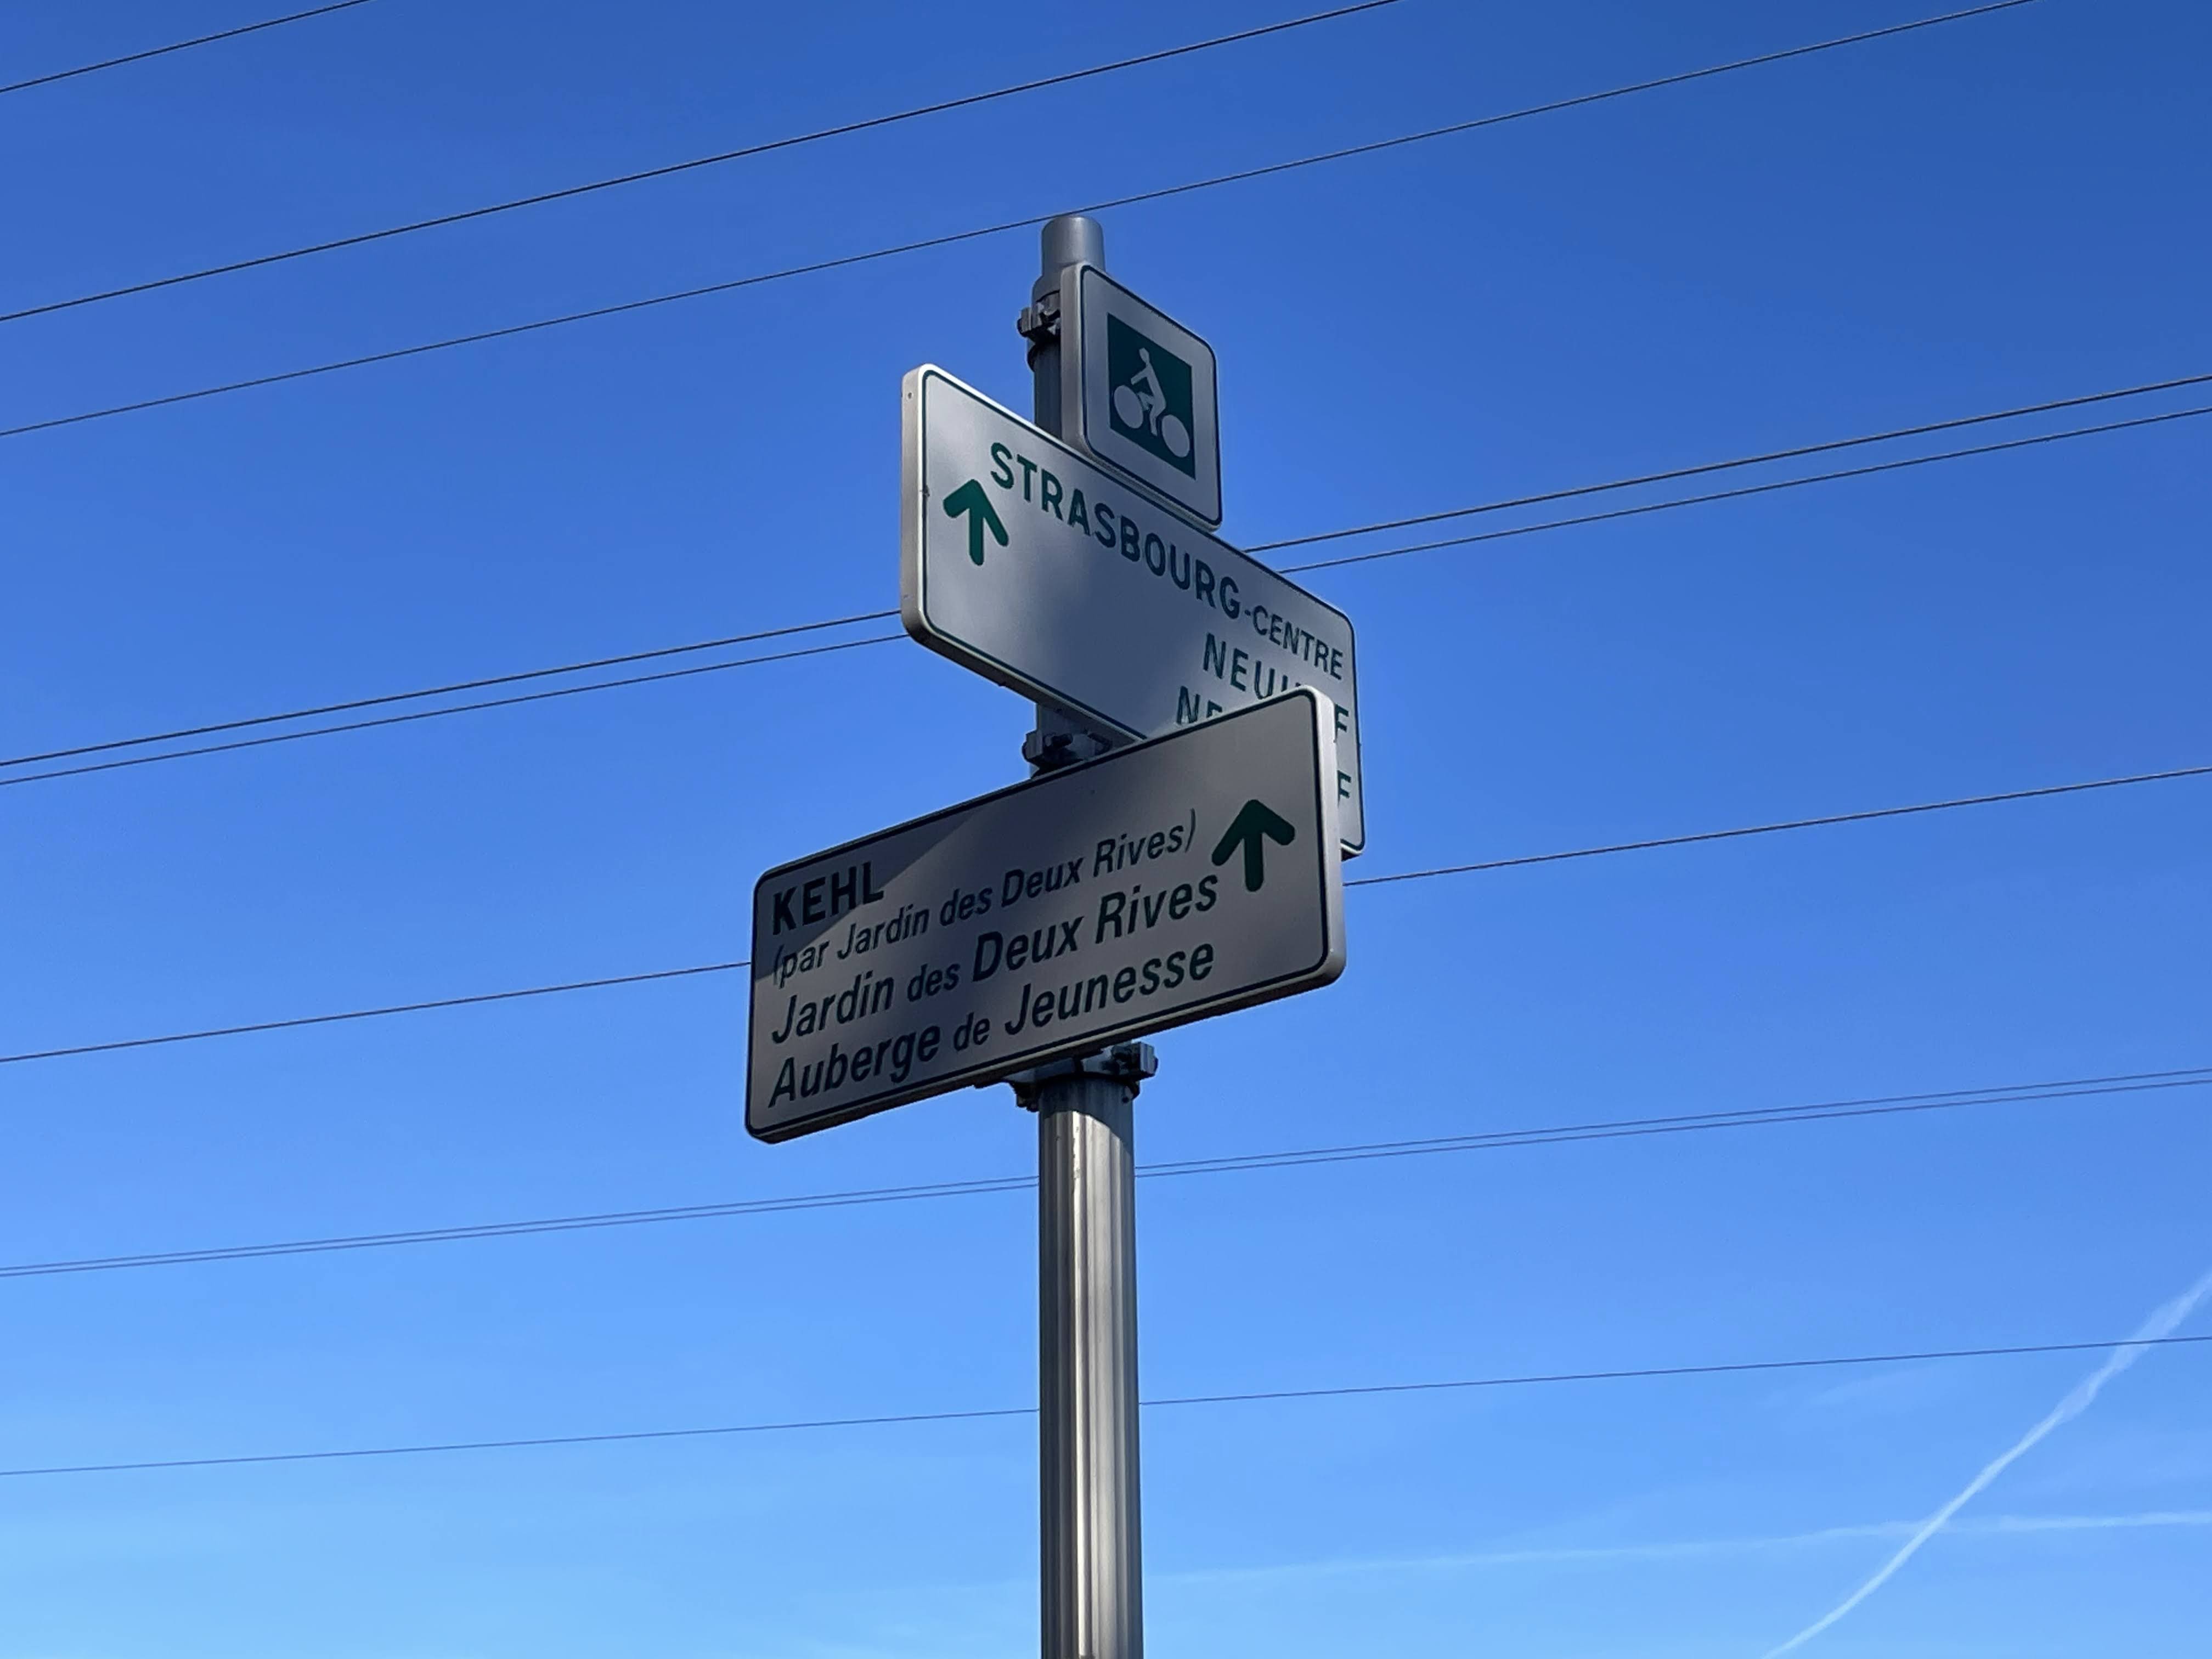 STRASBOURG-CENTRE
KEHL
(par Jardin des Deux Rives)
Jardin des Deux Rives
Auberge de Jeunesse